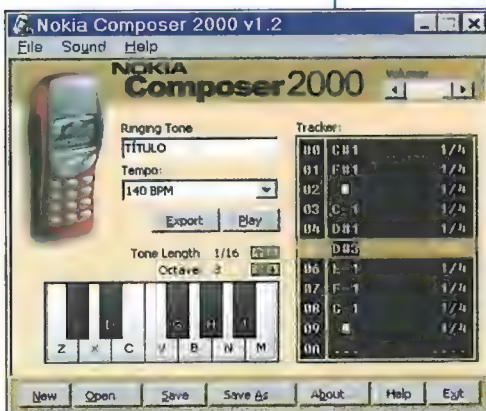 Nokia Composer 2000 v1.2
File Sound Help
NOKIA
Composer 2000
Volume:
Ringing Tone
TÍTULO
Tempo:
140 BPM
Export Play
Tone Length 1/16
Octave 3
Z X C V B N M
Tracker:
00 C#1 1/4
01 F#1 1/4
02
03 C-1 1/4
04 D#1 1/4
D#3
06 E-1 1/4
07 F-1 1/4
08 G-1 1/4
09 1/4
New Open Save Save As About Help Exit